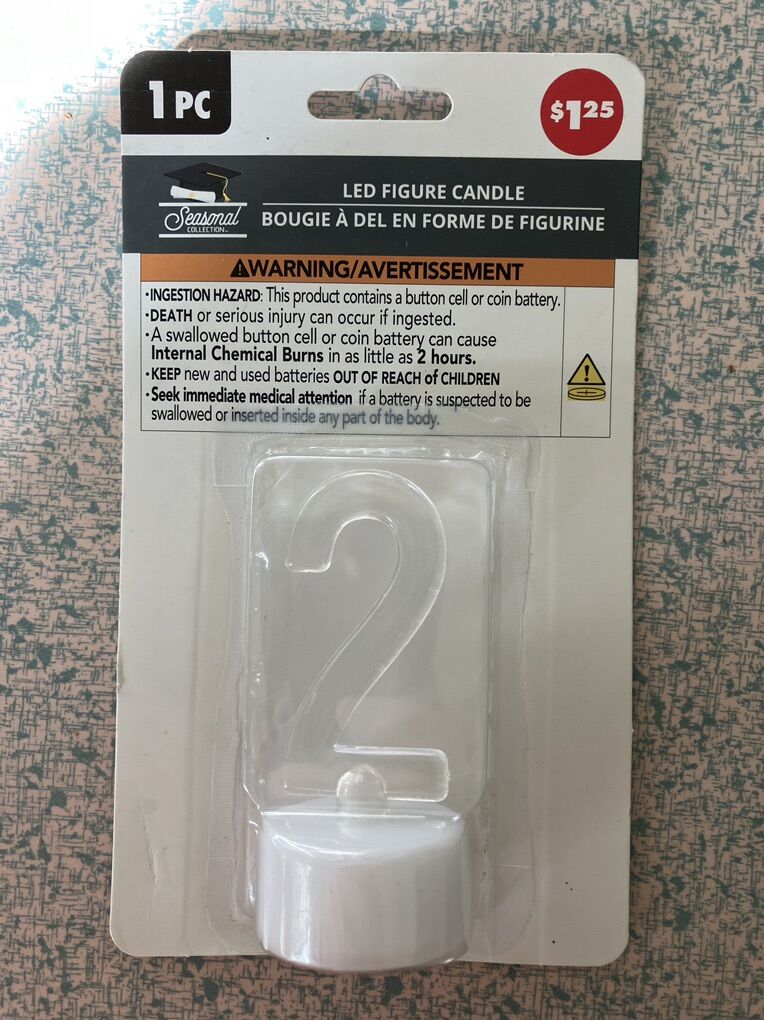 1 PC
$1.25
Seasonal
COLLECTION™
LED FIGURE CANDLE
BOUGIE À DEL EN FORME DE FIGURINE
⚠WARNING/AVERTISSEMENT
•INGESTION HAZARD: This product contains a button cell or coin battery.
•DEATH or serious injury can occur if ingested.
•A swallowed button cell or coin battery can cause
Internal Chemical Burns in as little as 2 hours.
•KEEP new and used batteries OUT OF REACH of CHILDREN
•Seek immediate medical attention if a battery is suspected to be
swallowed or inserted inside any part of the body.
2